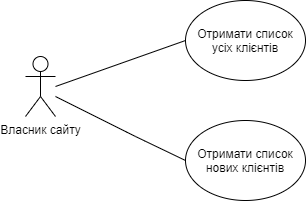 Отримати список
усіх клієнтів
Власник сайту
Отримати список
нових клієнтів